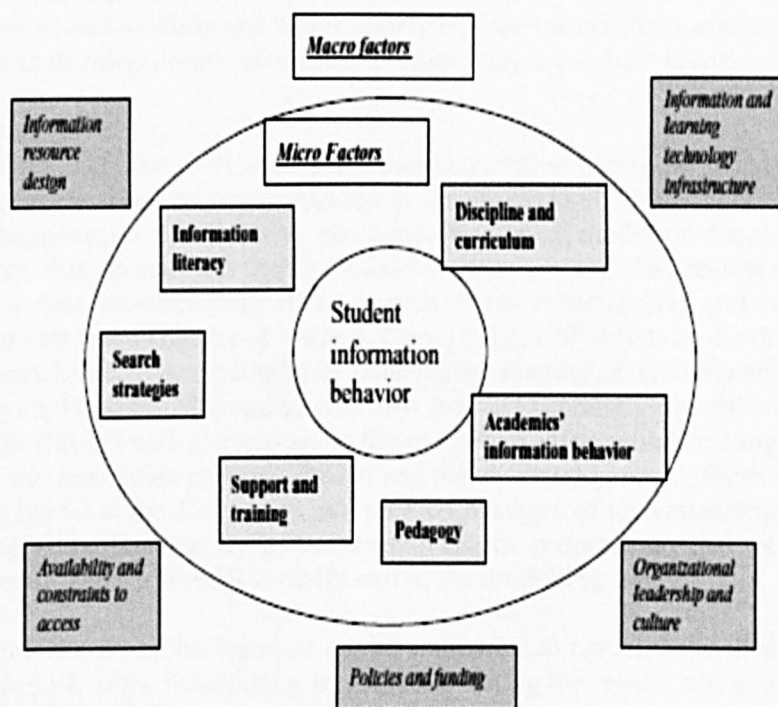 Macro factors
Information
resource
design
Information and
learning
technology
infrastructure
Micro Factors
Discipline and
curriculum
Information
literacy
Student
information
behavior
Search
strategies
Academics'
information behavior
Support and
training
Pedagogy
Availability and
constraints to
access
Organizational
leadership and
culture
Policies and funding